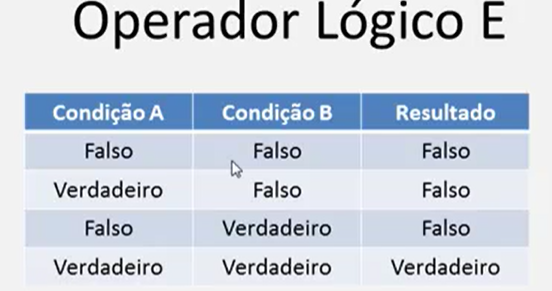 Operador Lógico E
Condição A Condição B Resultado
Falso Falso Falso
Verdadeiro Falso Falso
Falso Verdadeiro Falso
Verdadeiro Verdadeiro Verdadeiro